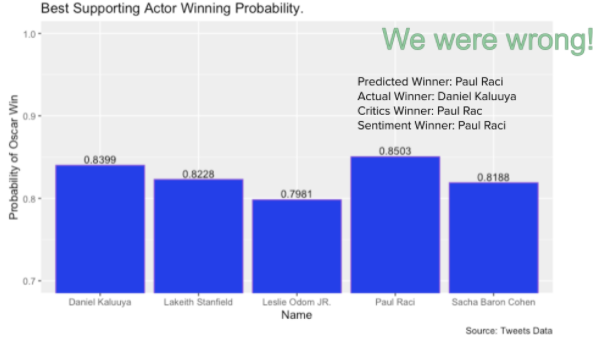 Best Supporting Actor Winning Probability.
We were wrong!
Predicted Winner: Paul Raci
Actual Winner: Daniel Kaluuya
Critics Winner: Paul Rac
Sentiment Winner: Paul Raci
Probability of Oscar Win
1.0
0.9
0.8
0.7
0.8399
0.8228
0.7981
0.8503
0.8188
Daniel Kaluuya
Lakeith Stanfield
Leslie Odom JR.
Paul Raci
Sacha Baron Cohen
Name
Source: Tweets Data